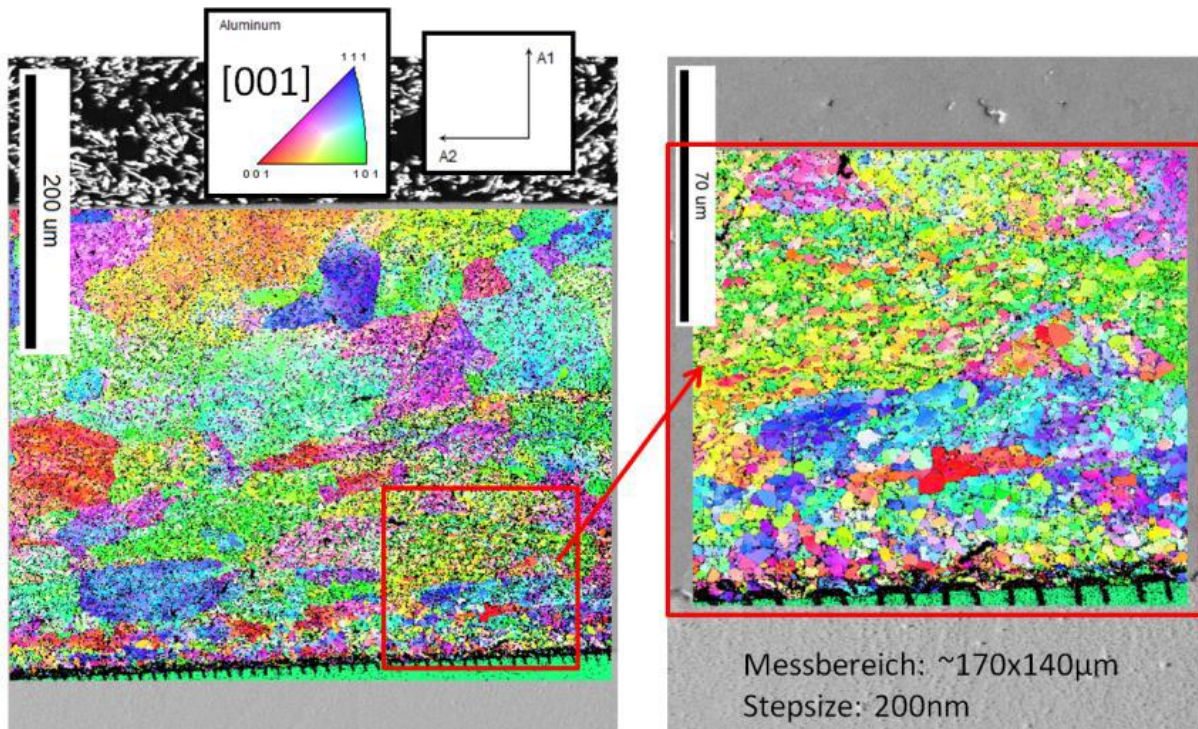 Aluminum
111
[001]
001
101
A1
A2
200 um
70 um
Messbereich: ~170x140µm
Stepsize: 200nm